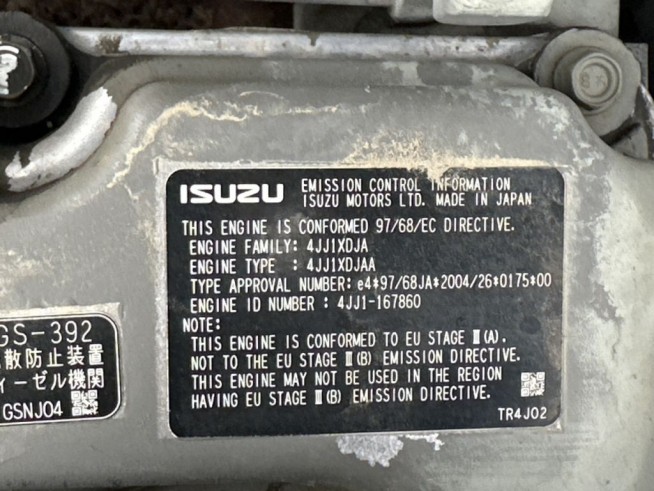 ISUZU
EMISSION CONTROL INFORMATION
ISUZU MOTORS LTD. MADE IN JAPAN
THIS ENGINE IS CONFORMED 97/68/EC DIRECTIVE.
ENGINE FAMILY: 4JJ1XDJA
ENGINE TYPE : 4JJ1XDJAA
TYPE APPROVAL NUMBER: e4*97/68JA*2004/26*0175*00
ENGINE ID NUMBER : 4JJ1-167860
NOTE:
THIS ENGINE IS CONFORMED TO EU STAGE Ⅲ(A).
NOT TO THE EU STAGE Ⅲ(B) EMISSION DIRECTIVE.
THIS ENGINE MAY NOT BE USED IN THE REGION
HAVING EU STAGE Ⅲ(B) EMISSION DIRECTIVE.
TR4J02
GS-392
散防止装置
ィーゼル機関
GSNJ04
8